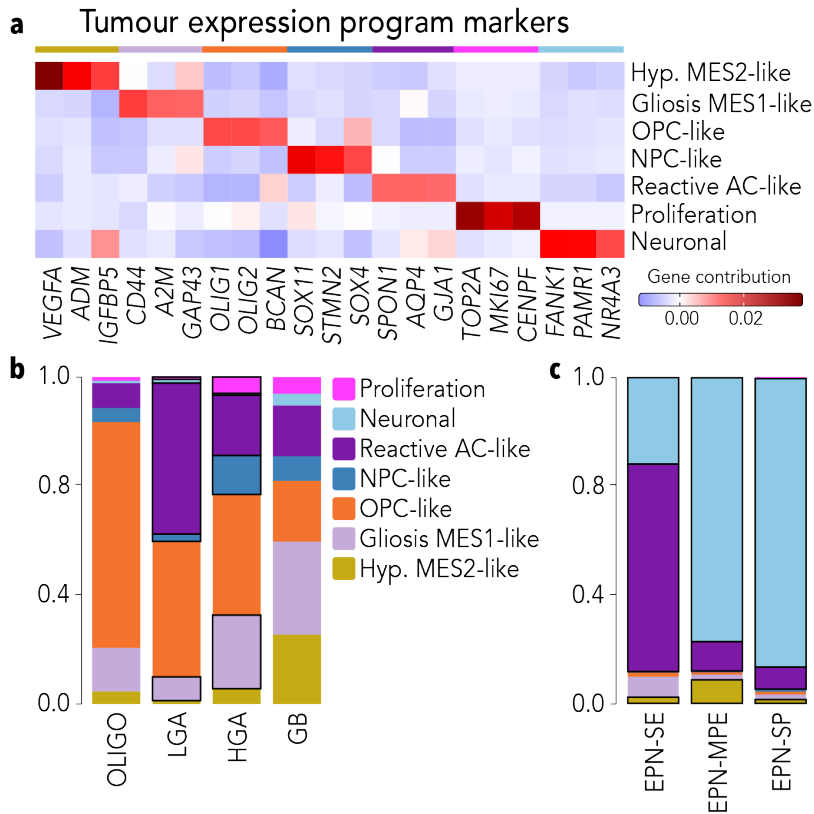 a
Tumour expression program markers
Hyp. MES2-like
Gliosis MES1-like
OPC-like
NPC-like
Reactive AC-like
Proliferation
Neuronal
VEGFA
ADM
IGFBP5
CD44
A2M
GAP43
OLIG1
OLIG2
BCAN
SOX11
STMN2
SOX4
SPON1
AQP4
GJA1
TOP2A
MKI67
CENPF
FANK1
PAMR1
NR4A3
Gene contribution
0.00 0.02
b
1.0
0.8
0.4
0.0
OLIGO
LGA
HGA
GB
Proliferation
Neuronal
Reactive AC-like
NPC-like
OPC-like
Gliosis MES1-like
Hyp. MES2-like
c
1.0
0.8
0.4
0.0
EPN-SE
EPN-MPE
EPN-SP